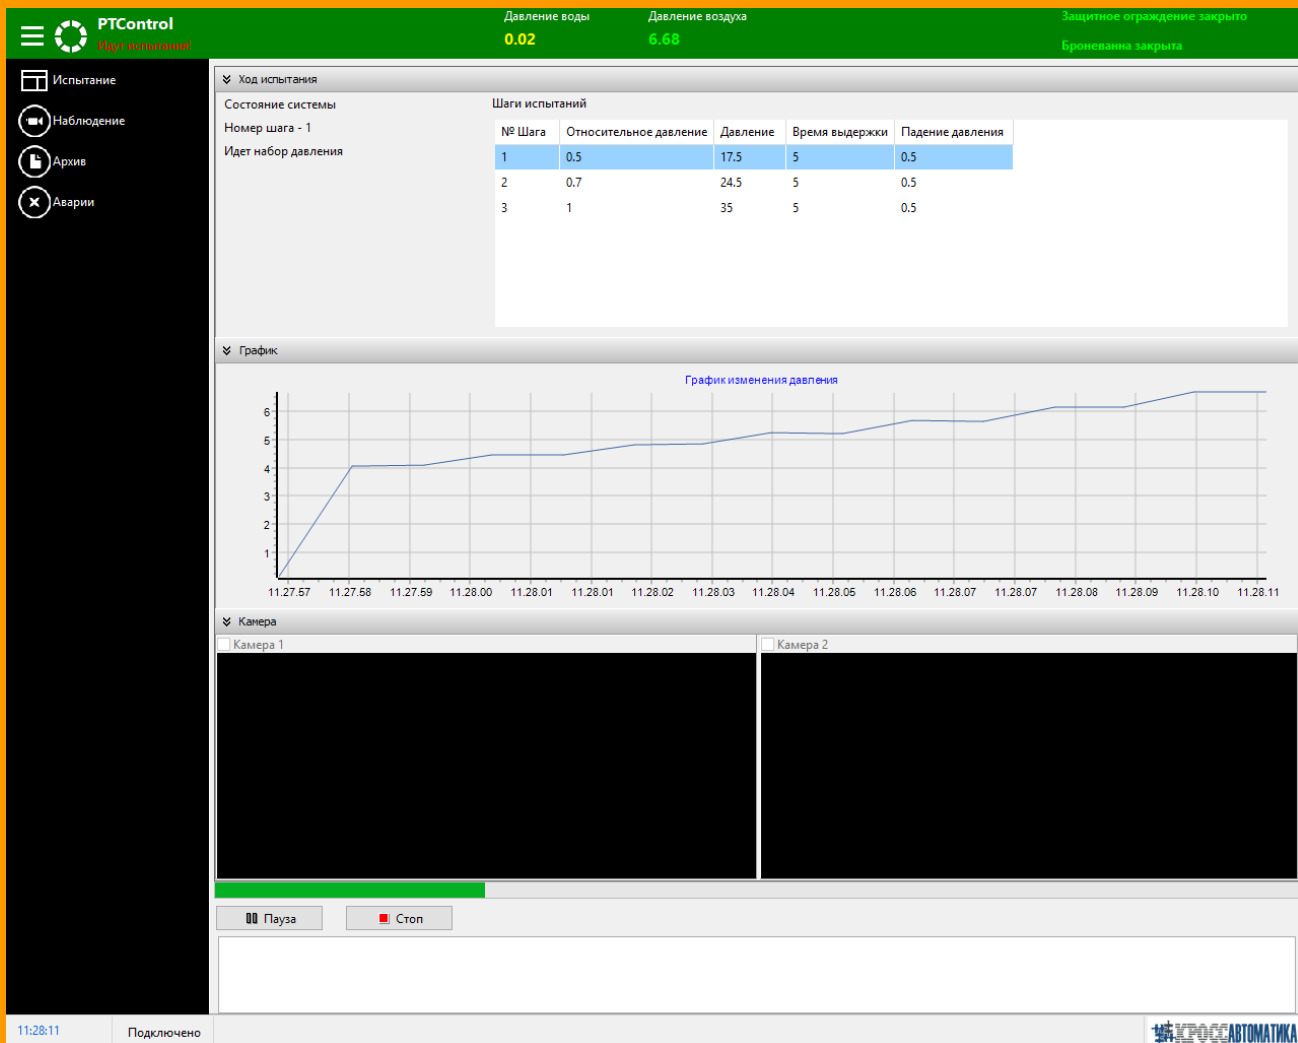 PTControl
Идут испытания!
Давление воды
0.02
Давление воздуха
6.68
Защитное ограждение закрыто
Броневанна закрыта
Испытание
Наблюдение
Архив
Аварии
Ход испытания
Состояние системы
Номер шага - 1
Идет набор давления
Шаги испытаний
№ Шага Относительное давление Давление Время выдержки Падение давления
1 0.5 17.5 5 0.5
2 0.7 24.5 5 0.5
3 1 35 5 0.5
График
График изменения давления
6
5
4
3
2
1
11.27.57 11.27.58 11.27.59 11.28.00 11.28.01 11.28.01 11.28.02 11.28.03 11.28.04 11.28.05 11.28.06 11.28.07 11.28.07 11.28.08 11.28.09 11.28.10 11.28.11
Камера
Камера 1
Камера 2
Пауза
Стоп
11:28:11
Подключено
КРОССАВТОМАТИКА